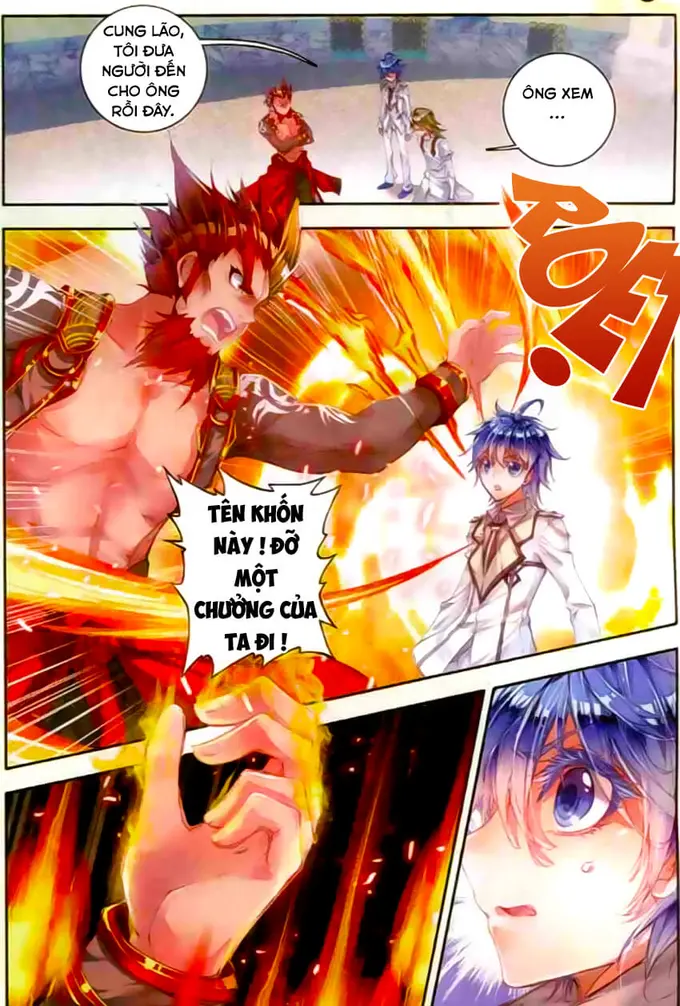 CUNG LÃO,
TÔI ĐƯA
NGƯỜI ĐẾN
CHO ÔNG
RỒI ĐÂY.
ÔNG XEM
...
TÊN KHỐN
NÀY ! ĐỠ
MỘT
CHƯỞNG CỦA
TA ĐI !